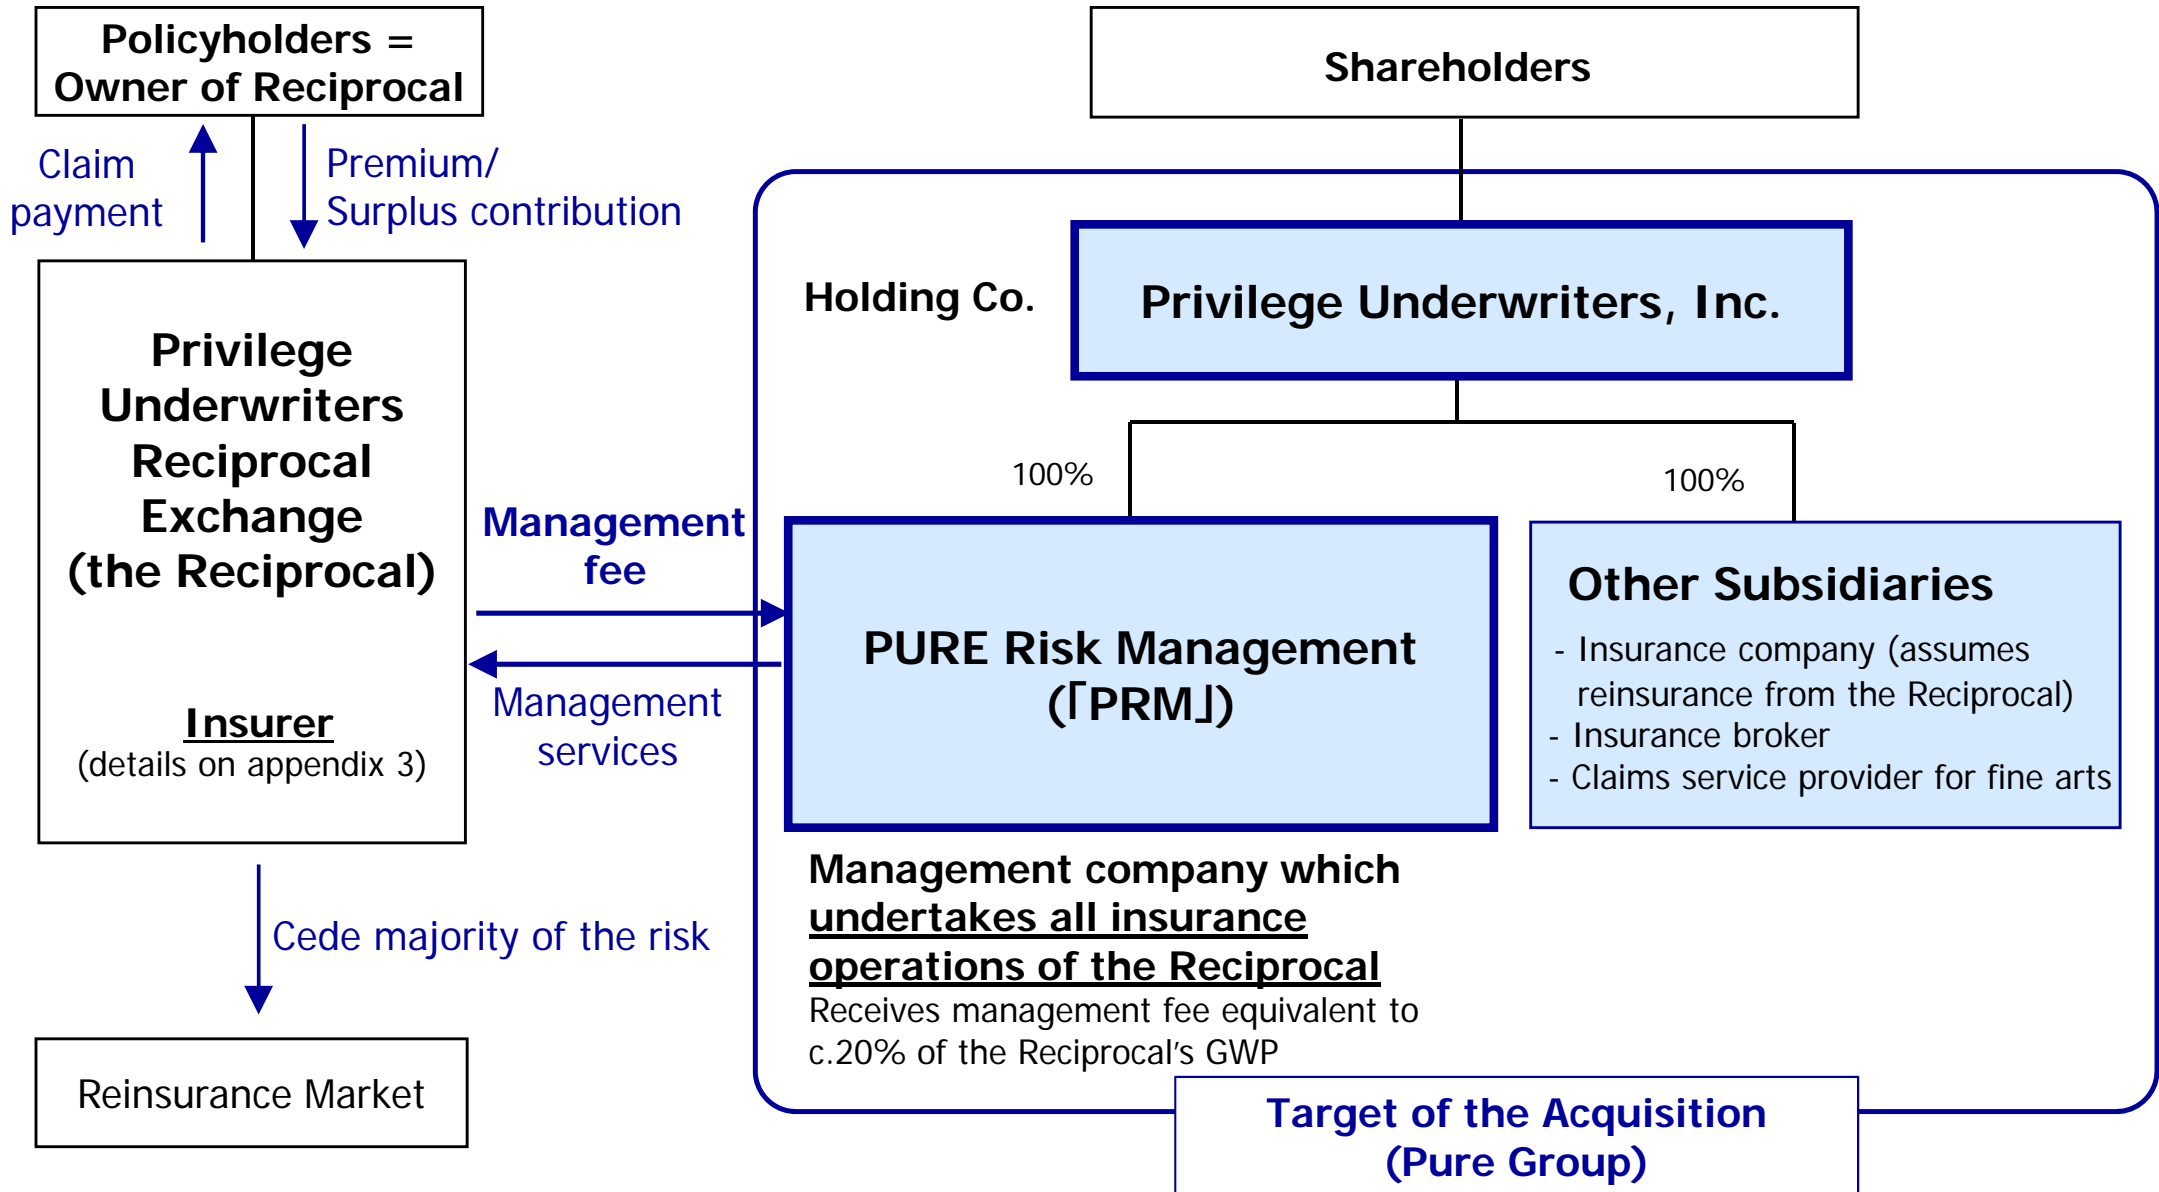 Policyholders =
Owner of Reciprocal
Claim
payment
Premium/
Surplus contribution
Privilege
Underwriters
Reciprocal
Exchange
(the Reciprocal)
Insurer
(details on appendix 3)
Cede majority of the risk
Reinsurance Market
Management
fee
Management
services
Shareholders
Holding Co.
Privilege Underwriters, Inc.
100%
100%
PURE Risk Management
(｢PRM｣)
Other Subsidiaries
- Insurance company (assumes
reinsurance from the Reciprocal)
- Insurance broker
- Claims service provider for fine arts
Management company which
undertakes all insurance
operations of the Reciprocal
Receives management fee equivalent to
c.20% of the Reciprocal's GWP
Target of the Acquisition
(Pure Group)